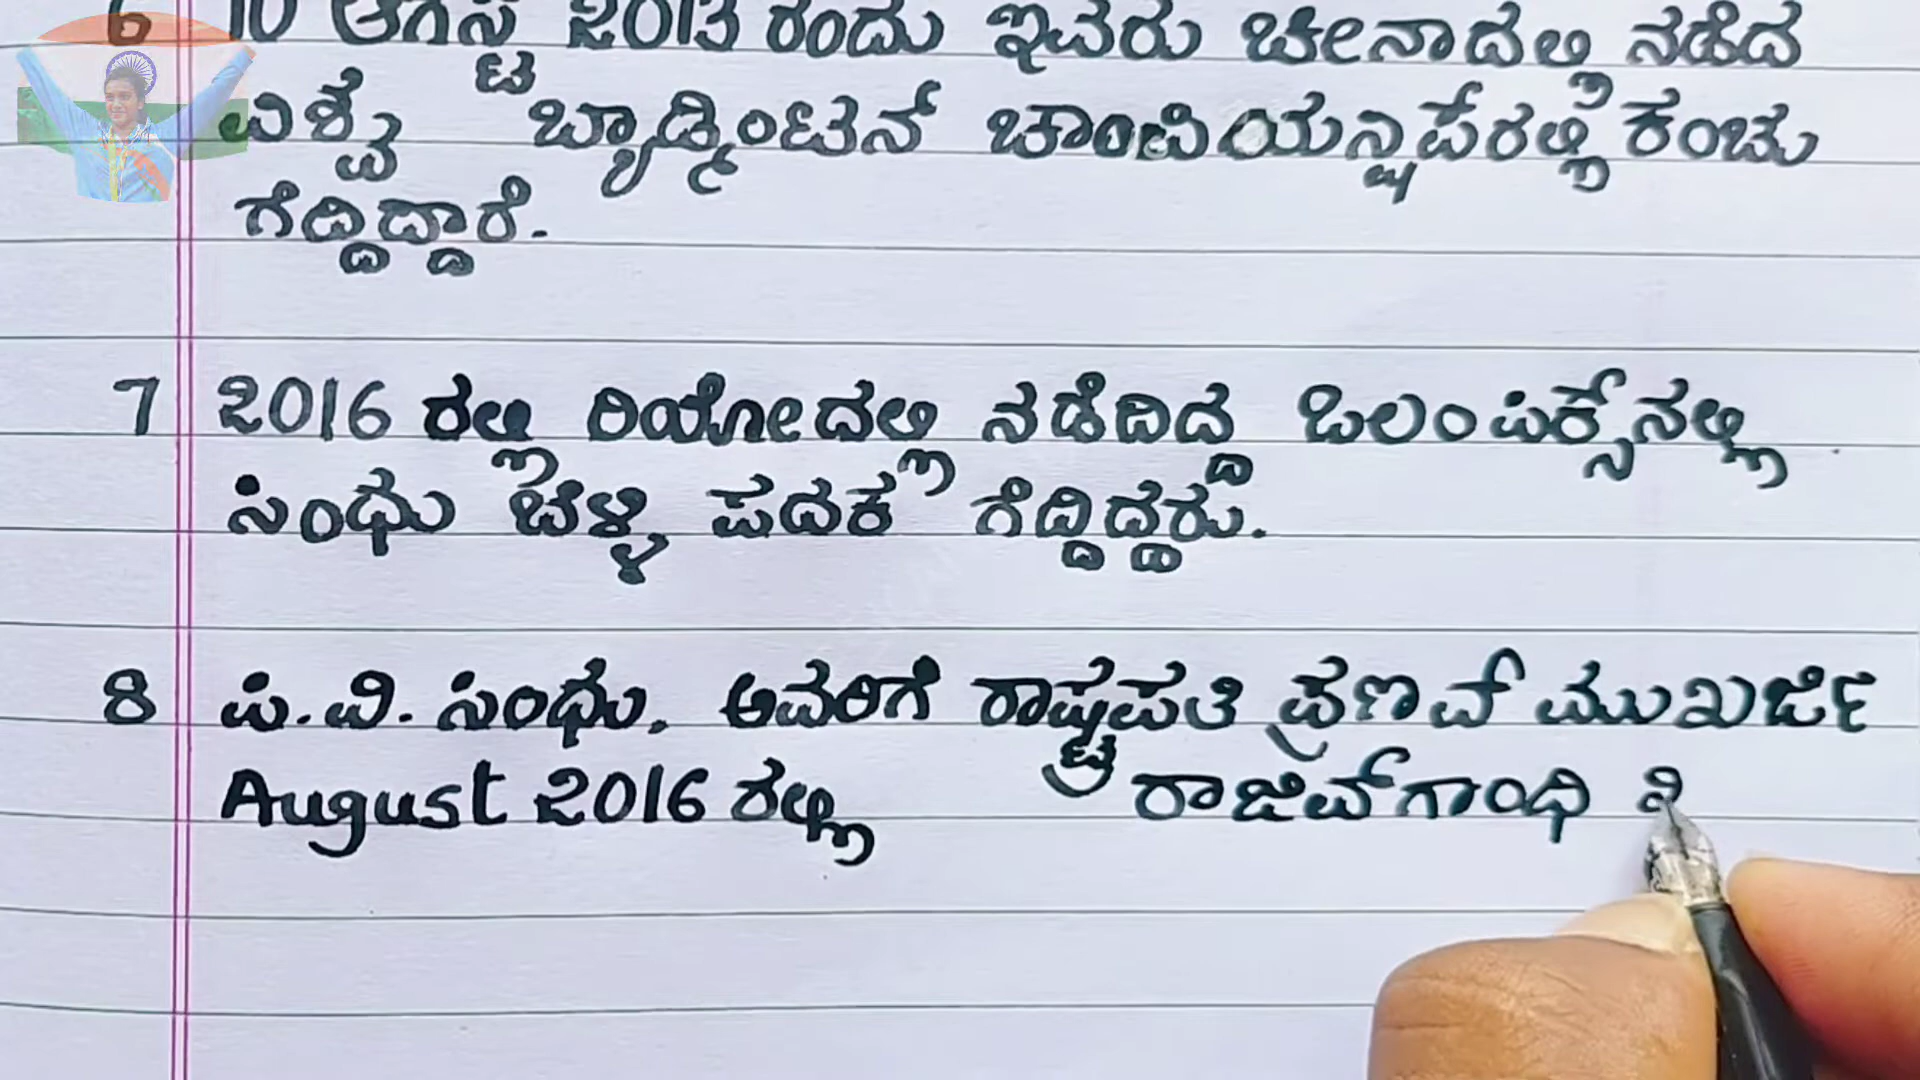 6 10 ಆಗಸ್ಟ್ 2013 ರಂದು ಇವರು ಚೀನಾದಲ್ಲಿ ನಡೆದ
ವಿಶ್ವ ಬ್ಯಾಡ್ಮಿಂಟನ್ ಚಾಂಪಿಯನ್ಷಿಪೇರಲ್ಲಿ ಕಂಚು
ಗೆದ್ದಿದ್ದಾರೆ.
7 2016 ರಲ್ಲಿ ರಿಯೋದಲ್ಲಿ ನಡೆದಿದ್ದ ಒಲಂಪಿಕ್ಸೇನಲ್ಲಿ
ಸಿಂಧು ಬೆಳ್ಳಿ ಪದಕ ಗೆದ್ದಿದ್ದರು.
8 ಪಿ.ವಿ. ಸಿಂಧು, ಅವರಿಗೆ ರಾಷ್ಟ್ರಪತಿ ಪ್ರಣವ್ ಮುಖರ್ಜಿ
August 2016 ರಲ್ಲಿ ರಾಜಿವ್‌ಗಾಂಧಿ